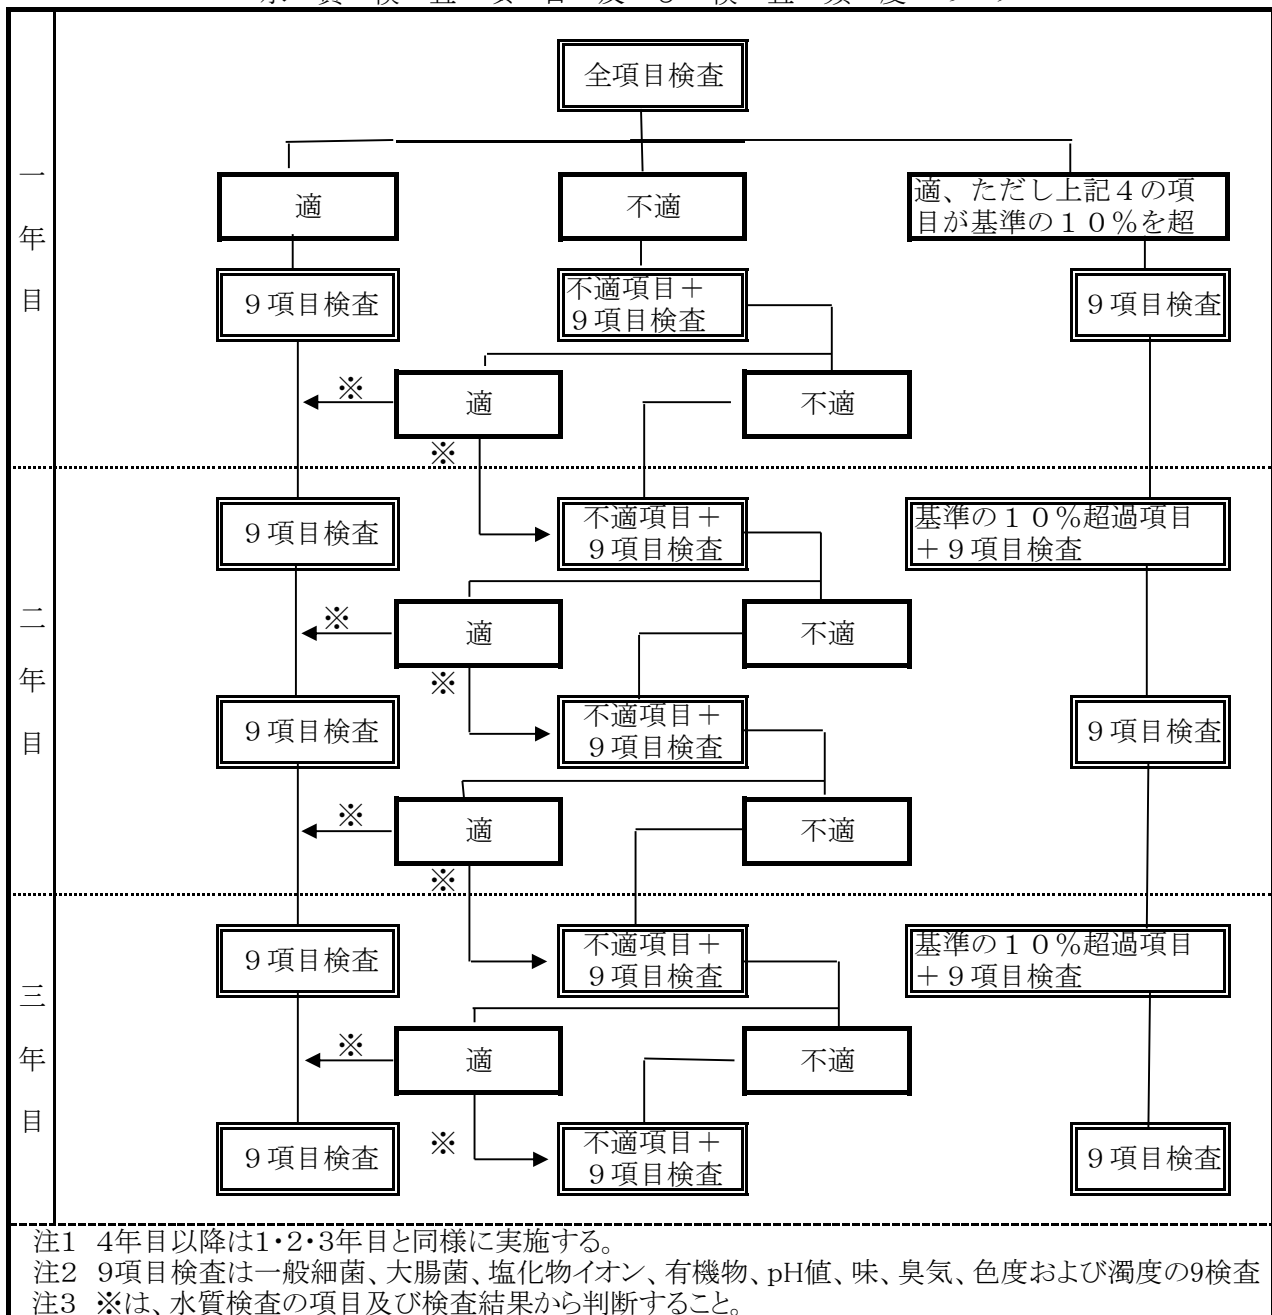 全項目検査
一年目
適
不適
適、ただし上記４の項
目が基準の１０％を超
９項目検査
不適項目＋
９項目検査
９項目検査
※
適
不適
※
二年目
９項目検査
不適項目＋
９項目検査
基準の１０％超過項目
＋９項目検査
※
適
不適
※
９項目検査
不適項目＋
９項目検査
９項目検査
※
適
不適
※
三年目
９項目検査
不適項目＋
９項目検査
基準の１０％超過項目
＋９項目検査
※
適
不適
※
９項目検査
不適項目＋
９項目検査
９項目検査
注1 4年目以降は1・2・3年目と同様に実施する。
注2 9項目検査は一般細菌、大腸菌、塩化物イオン、有機物、pH値、味、臭気、色度および濁度の9検査
注3 ※は、水質検査の項目及び検査結果から判断すること。